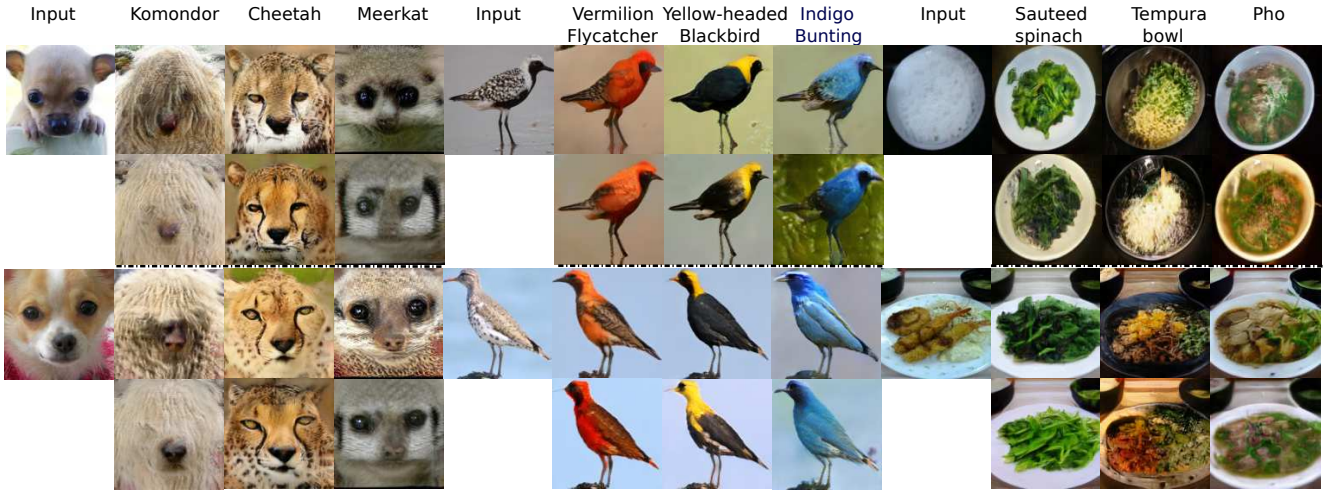 Input Komondor Cheetah Meerkat Input Vermilion Yellow-headed Indigo Input Sauteed Tempura Pho
Flycatcher Blackbird Bunting spinach bowl